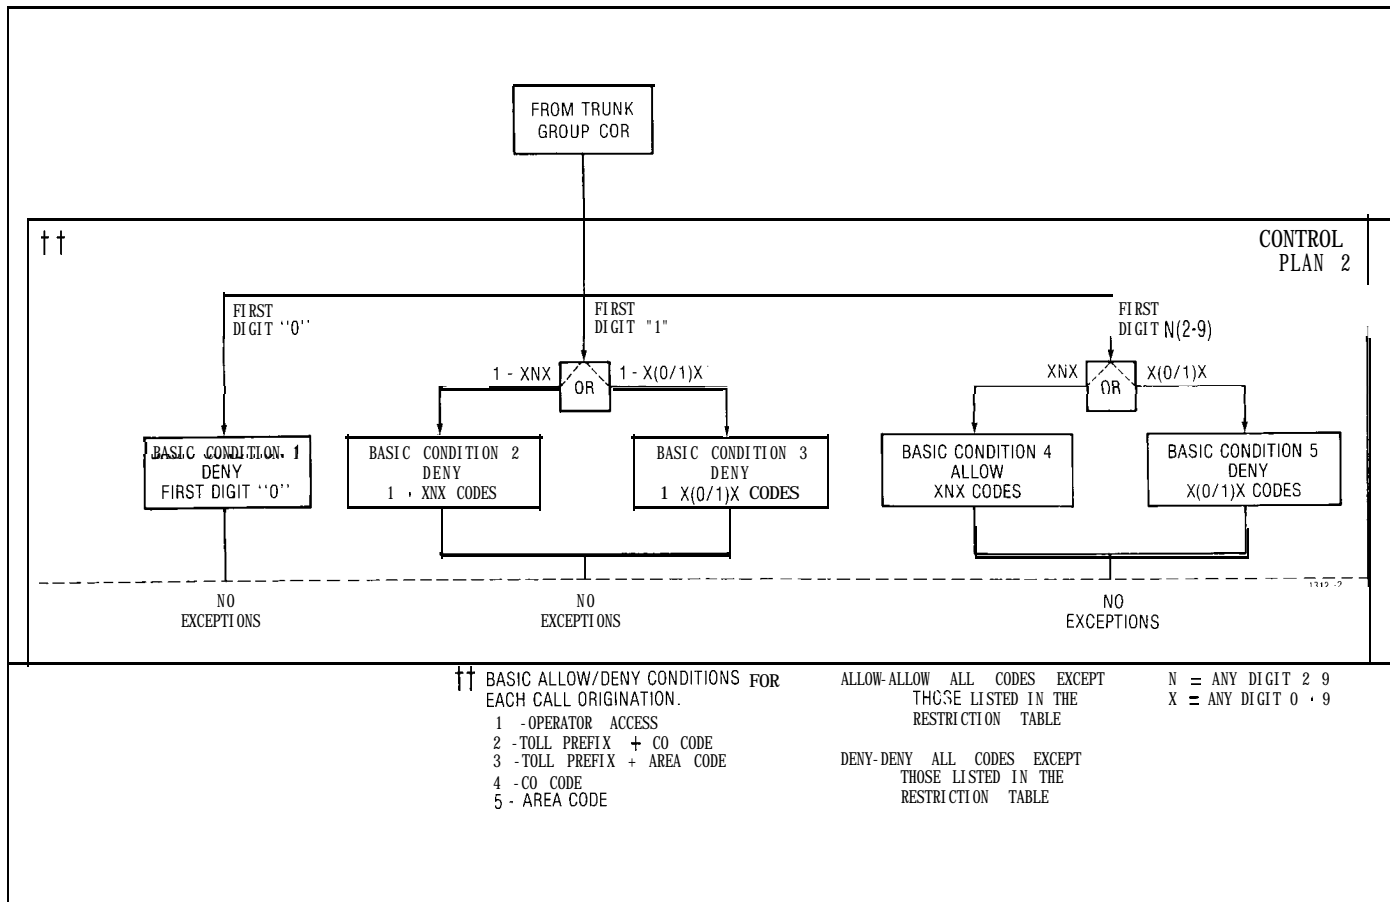 FROM TRUNK
GROUP COR
††
CONTROL
PLAN 2
FIRST
DIGIT "0"
FIRST
DIGIT "1"
FIRST
DIGIT N(2-9)
1 - XNX
OR
1 - X(0/1)X
XNX
OR
X(0/1)X
BASIC CONDITION 1
DENY
FIRST DIGIT "0"
BASIC CONDITION 2
DENY
1 · XNX CODES
BASIC CONDITION 3
DENY
1 X(0/1)X CODES
BASIC CONDITION 4
ALLOW
XNX CODES
BASIC CONDITION 5
DENY
X(0/1)X CODES
1312-2
NO
EXCEPTIONS
NO
EXCEPTIONS
NO
EXCEPTIONS
†† BASIC ALLOW/DENY CONDITIONS FOR
EACH CALL ORIGINATION.
1 -OPERATOR ACCESS
2 -TOLL PREFIX + CO CODE
3 -TOLL PREFIX + AREA CODE
4 -CO CODE
5 - AREA CODE
ALLOW-ALLOW ALL CODES EXCEPT
THOSE LISTED IN THE
RESTRICTION TABLE
DENY-DENY ALL CODES EXCEPT
THOSE LISTED IN THE
RESTRICTION TABLE
N = ANY DIGIT 2 9
X = ANY DIGIT 0 · 9